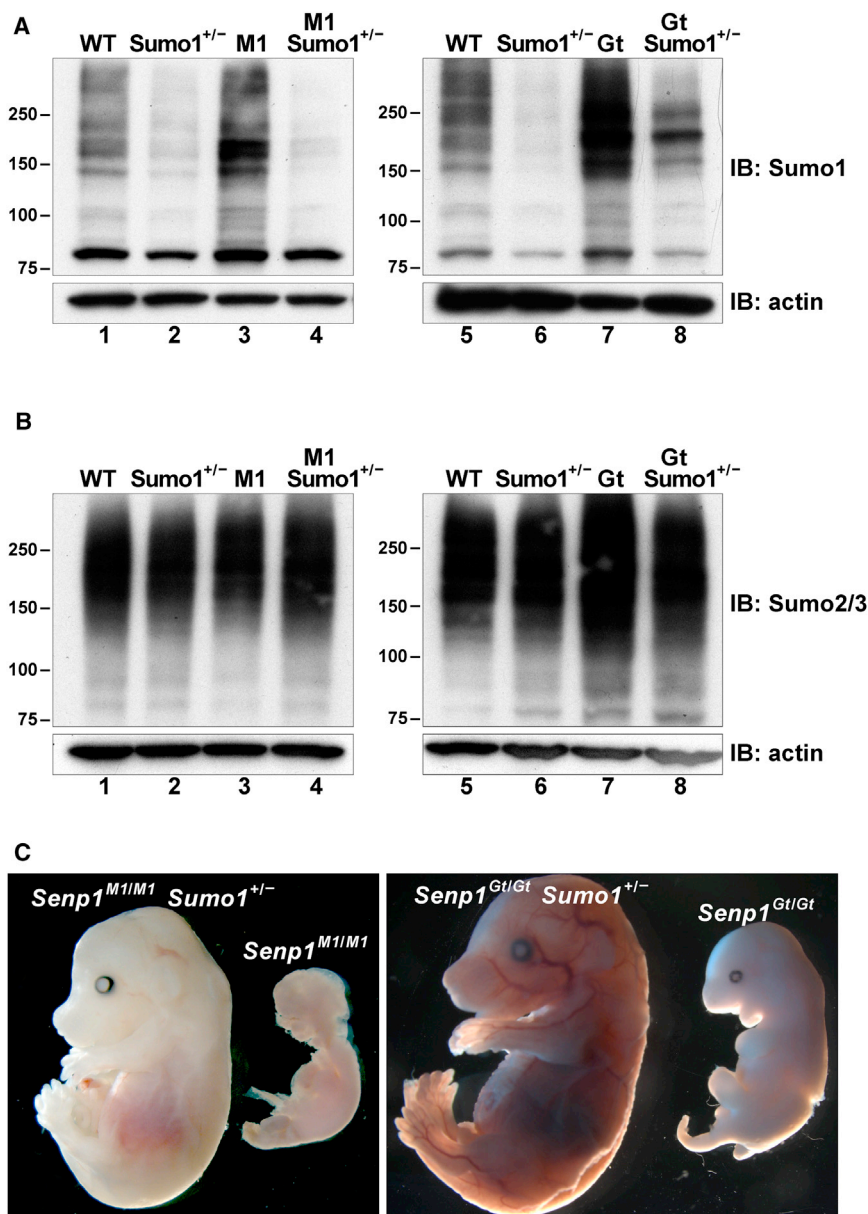 A
WT Sumo1+/– M1 M1 Sumo1+/–
WT Sumo1+/– Gt Gt Sumo1+/–
250
150
100
75
250
150
100
75
IB: Sumo1
IB: actin
1 2 3 4
5 6 7 8
B
WT Sumo1+/– M1 M1 Sumo1+/–
WT Sumo1+/– Gt Gt Sumo1+/–
250
150
100
75
250
150
100
75
IB: Sumo2/3
IB: actin
1 2 3 4
5 6 7 8
C
Senp1M1/M1 Sumo1+/–
Senp1M1/M1
Senp1Gt/Gt Sumo1+/–
Senp1Gt/Gt